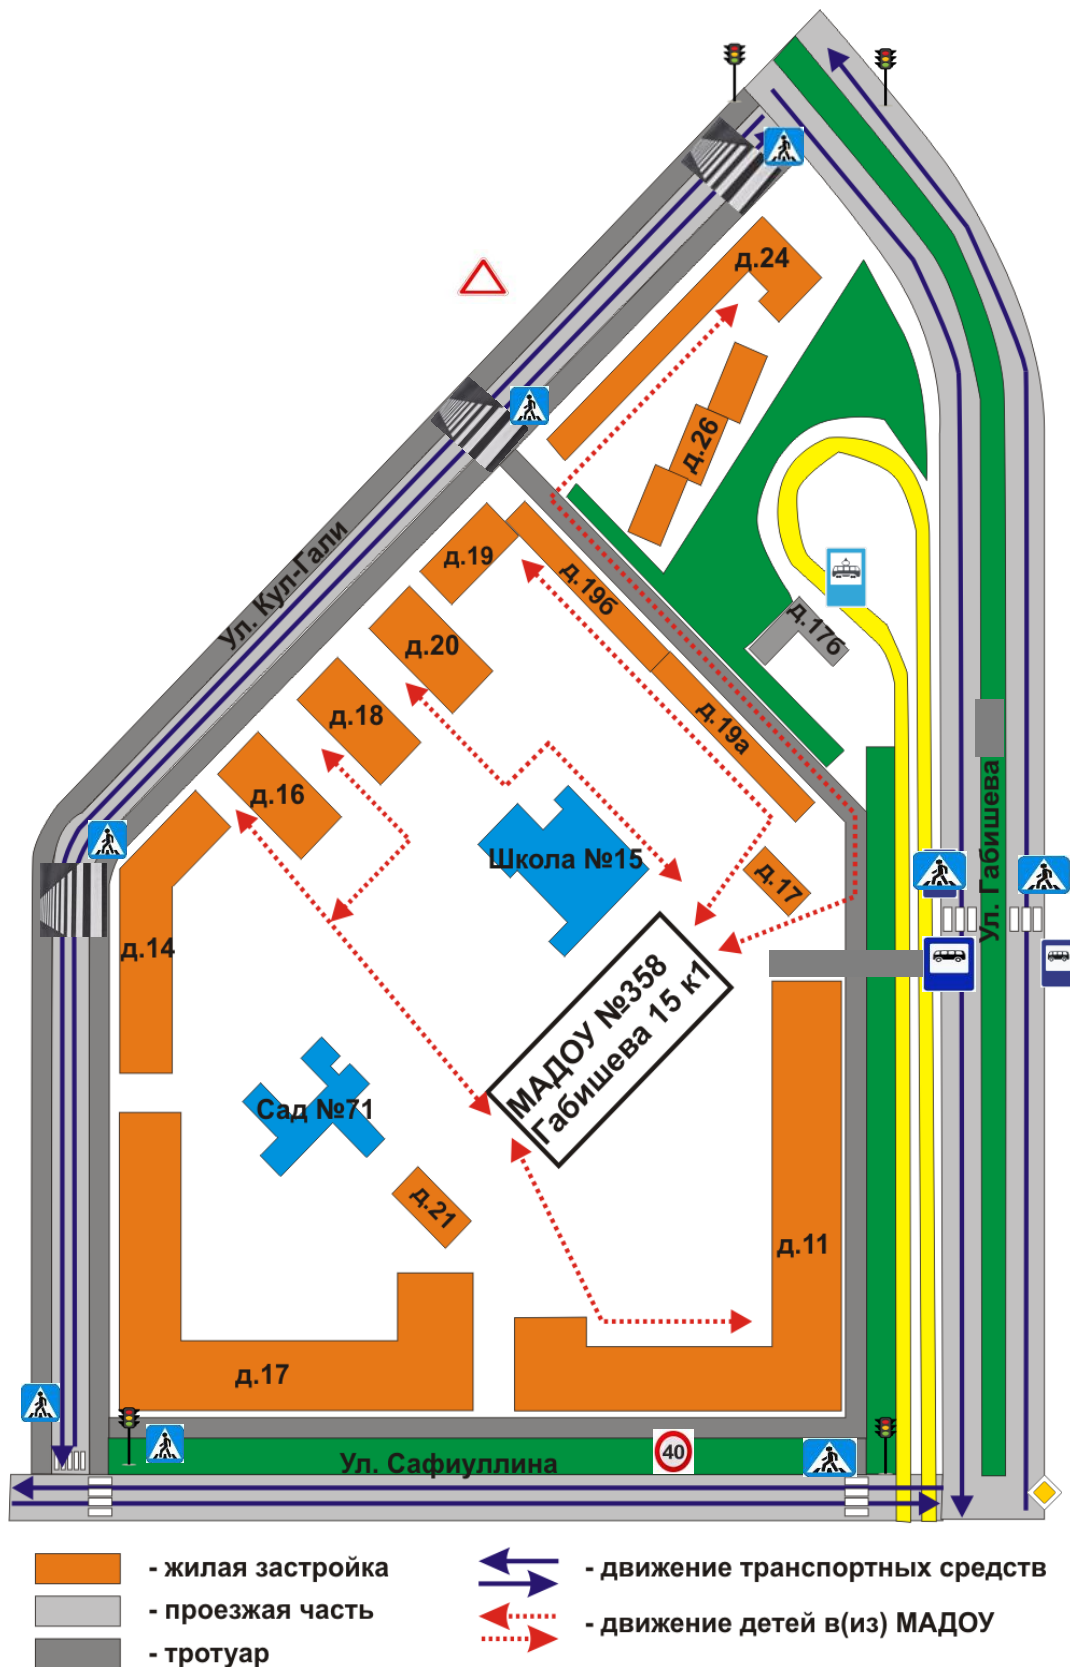 д.24
д.26
Ул. Кул-Гали
д.19
д.19б
д.17б
д.20
д.18
д.19а
д.16
Ул. Габишева
Школа №15
д.17
д.14
МАДОУ №358
Габишева 15 к1
Сад №71
д.21
д.11
д.17
40
Ул. Сафиуллина
- жилая застройка
- проезжая часть
- тротуар
- движение транспортных средств
- движение детей в(из) МАДОУ